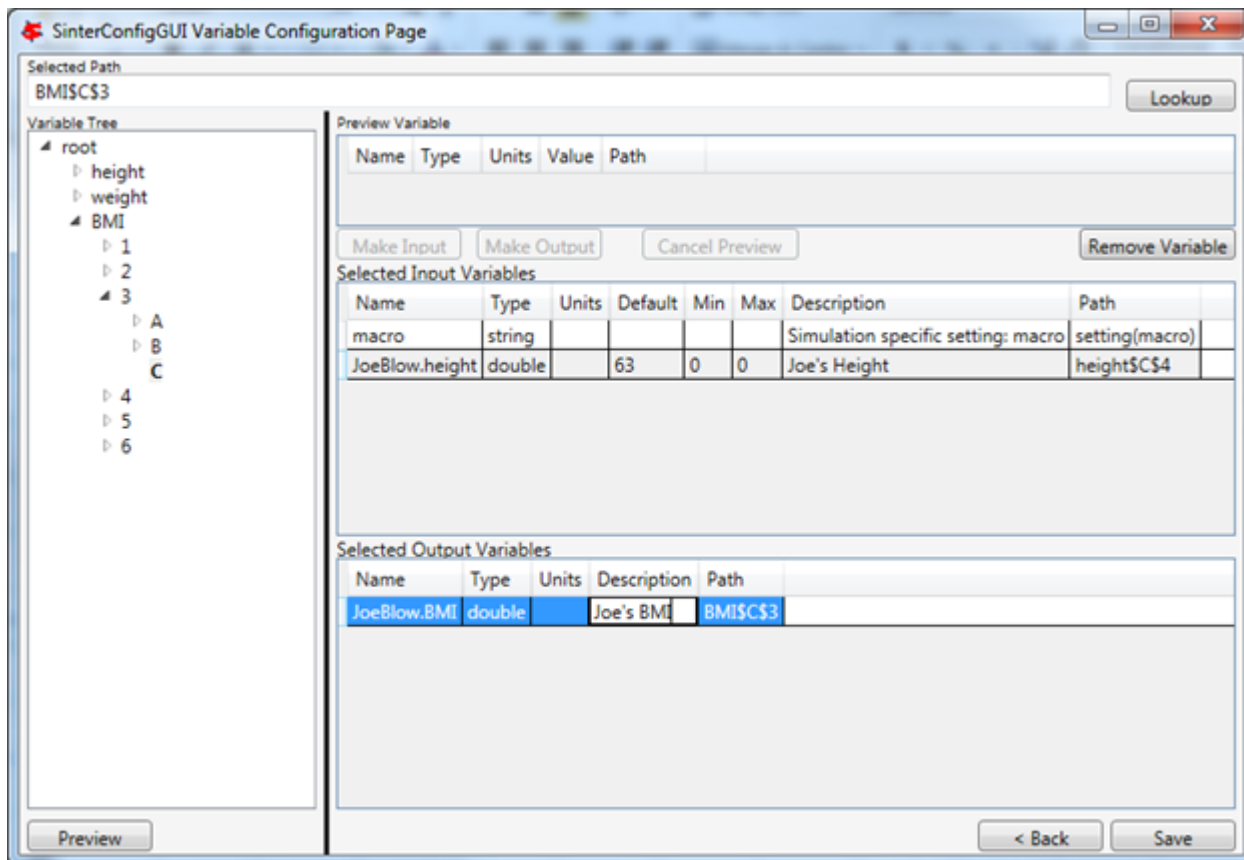 SinterConfigGUI Variable Configuration Page
Selected Path
BMI$C$3
Lookup
Variable Tree
root
height
weight
BMI
1
2
3
A
B
C
4
5
6
Preview
Preview Variable
Name Type Units Value Path
Make Input Make Output Cancel Preview Remove Variable
Selected Input Variables
Name Type Units Default Min Max Description Path
macro string Simulation specific setting: macro setting(macro)
JoeBlow.height double 63 0 0 Joe's Height height$C$4
Selected Output Variables
Name Type Units Description Path
JoeBlow.BMI double Joe's BMI BMI$C$3
< Back Save